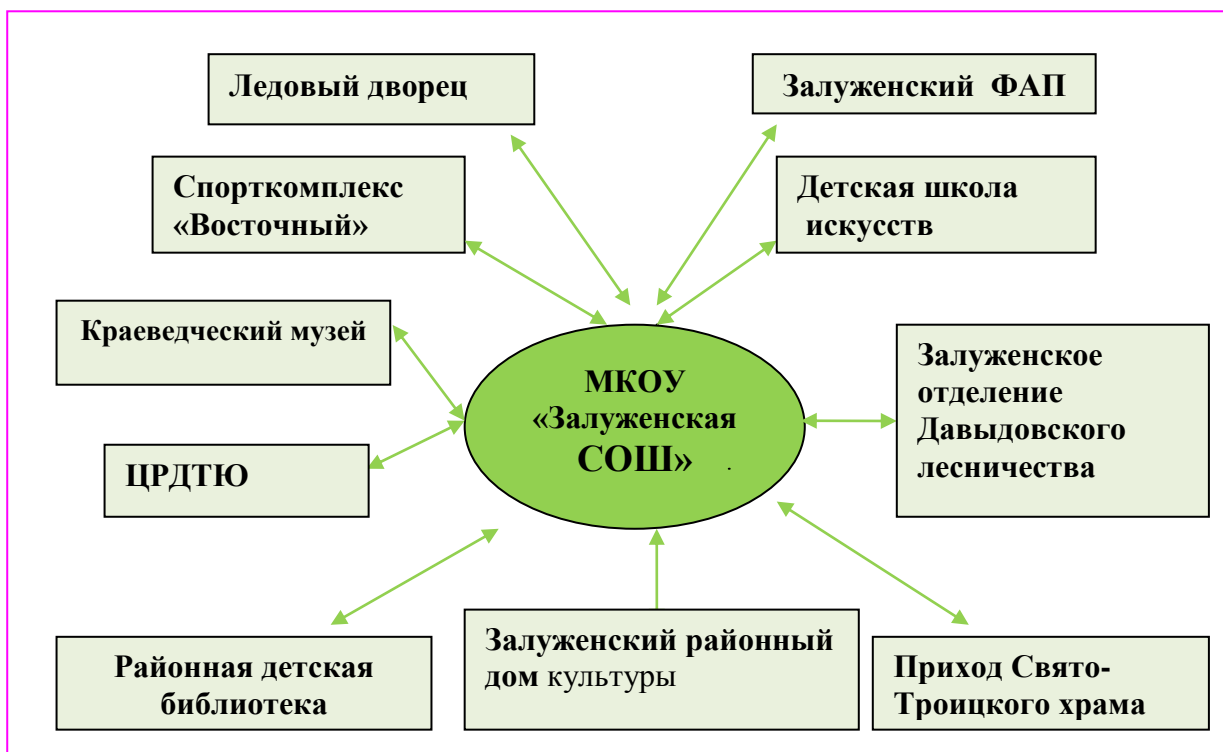 Ледовый дворец
Залуженский ФАП
Спорткомплекс
«Восточный»
Детская школа
искусств
Краеведческий музей
МКОУ
«Залуженская
СОШ» .
Залуженское
отделение
Давыдовского
лесничества
ЦРДТЮ
Районная детская
библиотека
Залуженский районный
дом культуры
Приход Свято-
Троицкого храма